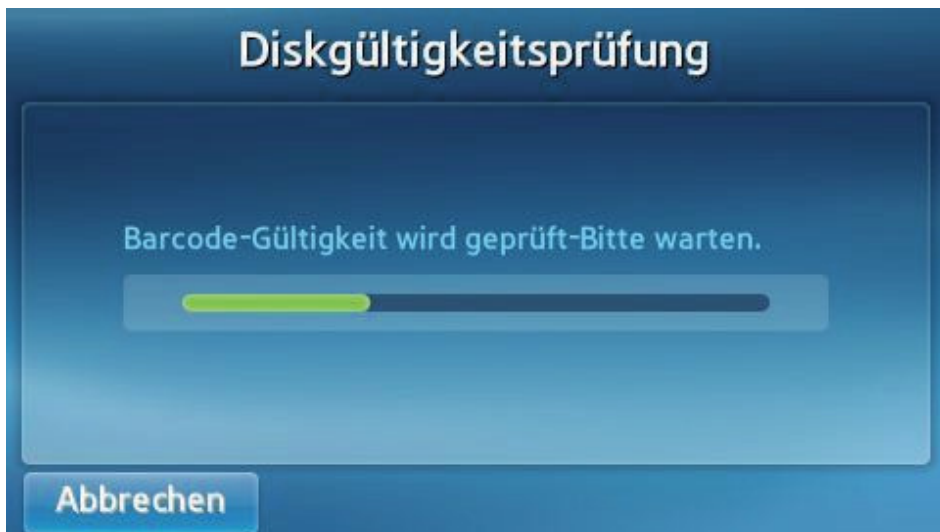 Diskgültigkeitsprüfung
Barcode-Gültigkeit wird geprüft-Bitte warten.
Abbrechen